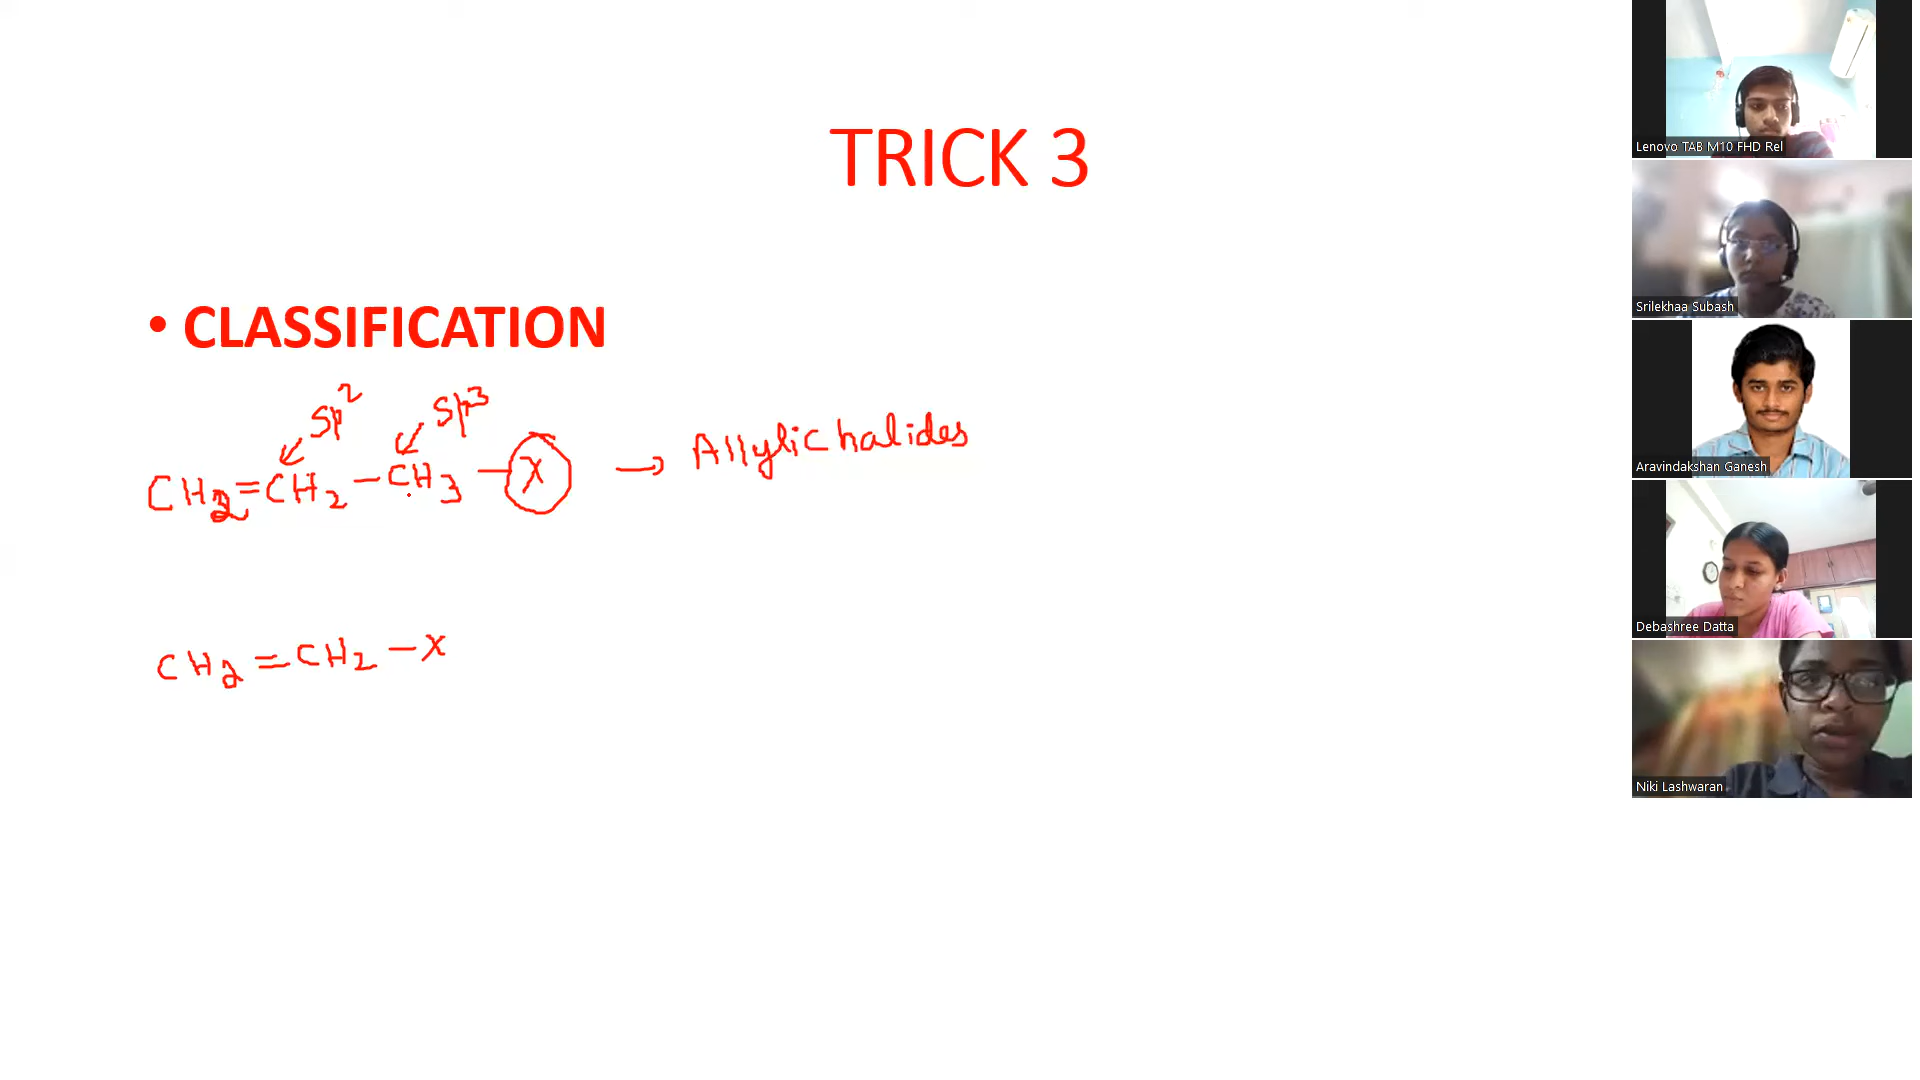 TRICK 3
• CLASSIFICATION
Sp² Sp³
CH₂=CH₂-CH₃-X → Allylic halides
CH₂=CH₂-X
Lenovo TAB M10 FHD Rel
Srilekhaa Subash
Aravindakshan Ganesh
Debashree Datta
Niki Lashwaran